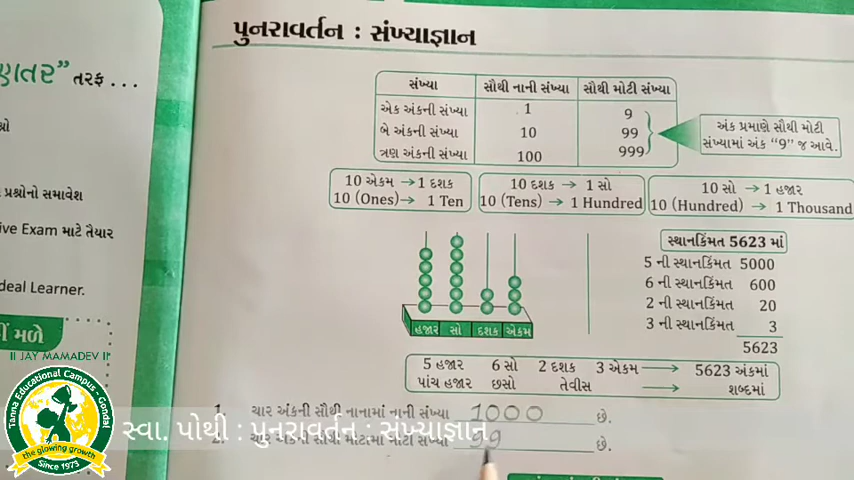 પુનરાવર્તન : સંખ્યાજ્ઞાન
ણતર” તરફ . . .
પ્રશ્નોનો સમાવેશ
ive Exam માટે તૈયાર
deal Learner.
મળે
સંખ્યા સૌથી નાની સંખ્યા સૌથી મોટી સંખ્યા
એક અંકની સંખ્યા 1 9
બે અંકની સંખ્યા 10 99
ત્રણ અંકની સંખ્યા 100 999
અંક પ્રમાણે સૌથી મોટી
સંખ્યામાં અંક “9” જ આવે.
10 એકમ → 1 દશક
10 (Ones) → 1 Ten
10 દશક → 1 સો
10 (Tens) → 1 Hundred
10 સો → 1 હજાર
10 (Hundred) → 1 Thousand
હજાર સો દશક એકમ
સ્થાનકિંમત 5623 માં
5 ની સ્થાનકિંમત 5000
6 ની સ્થાનકિંમત 600
2 ની સ્થાનકિંમત 20
3 ની સ્થાનકિંમત 3
5623
5 હજાર 6 સો 2 દશક 3 એકમ → 5623 અંકમાં
પાંચ હજાર છસો તેવીસ → શબ્દમાં
1. ચાર અંકની સૌથી નાનામાં નાની સંખ્યા 1000 છે.
2. ચાર અંકની સૌથી મોટામાં મોટી સંખ્યા 99 છે.
સ્વા. પોથી : પુનરાવર્તન : સંખ્યાજ્ઞાન
॥ JAY MAMADEV ॥
Tanna Educational Campus - Gondal
the glowing growth
Since 1973